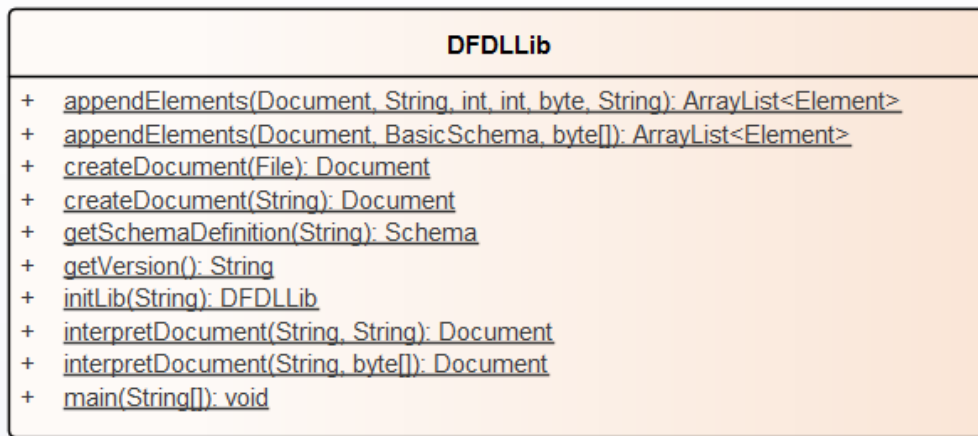 DFDLLib
+ appendElements(Document, String, int, int, byte, String): ArrayList<Element>
+ appendElements(Document, BasicSchema, byte[]): ArrayList<Element>
+ createDocument(File): Document
+ createDocument(String): Document
+ getSchemaDefinition(String): Schema
+ getVersion(): String
+ initLib(String): DFDLLib
+ interpretDocument(String, String): Document
+ interpretDocument(String, byte[]): Document
+ main(String[]): void